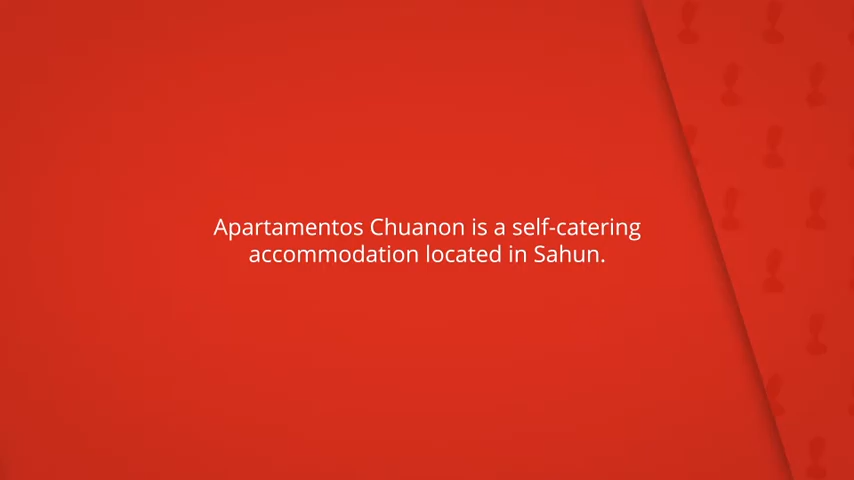 Apartamentos Chuanon is a self-catering
accommodation located in Sahun.